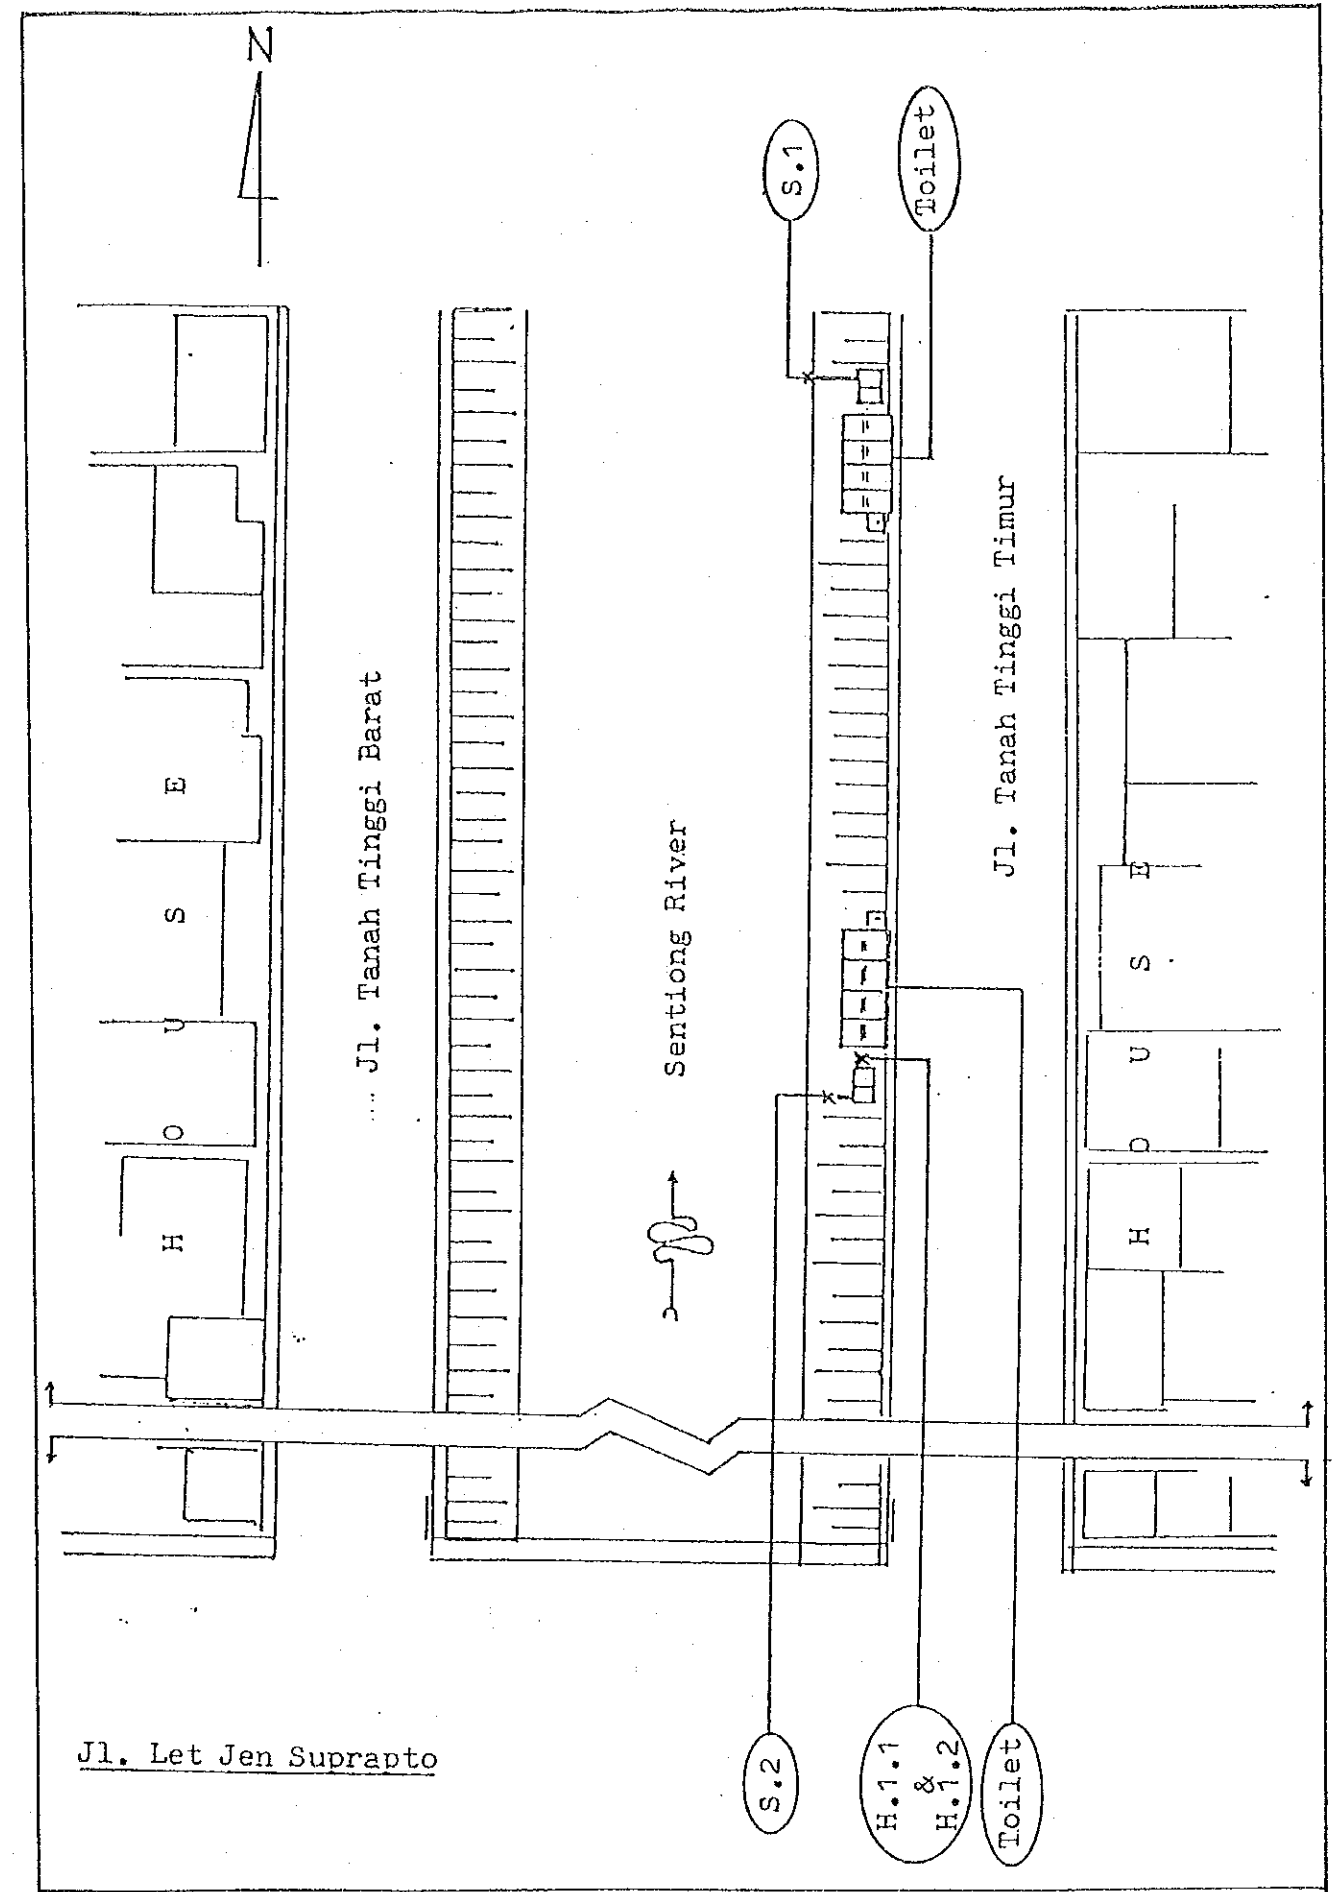 N
S.1
Toilet
H O U S E
Jl. Tanah Tinggi Barat
Sentiong River
Jl. Tanah Tinggi Timur
H O U S E
Jl. Let Jen Suprapto
S.2
H.1.1
&
H.1.2
Toilet